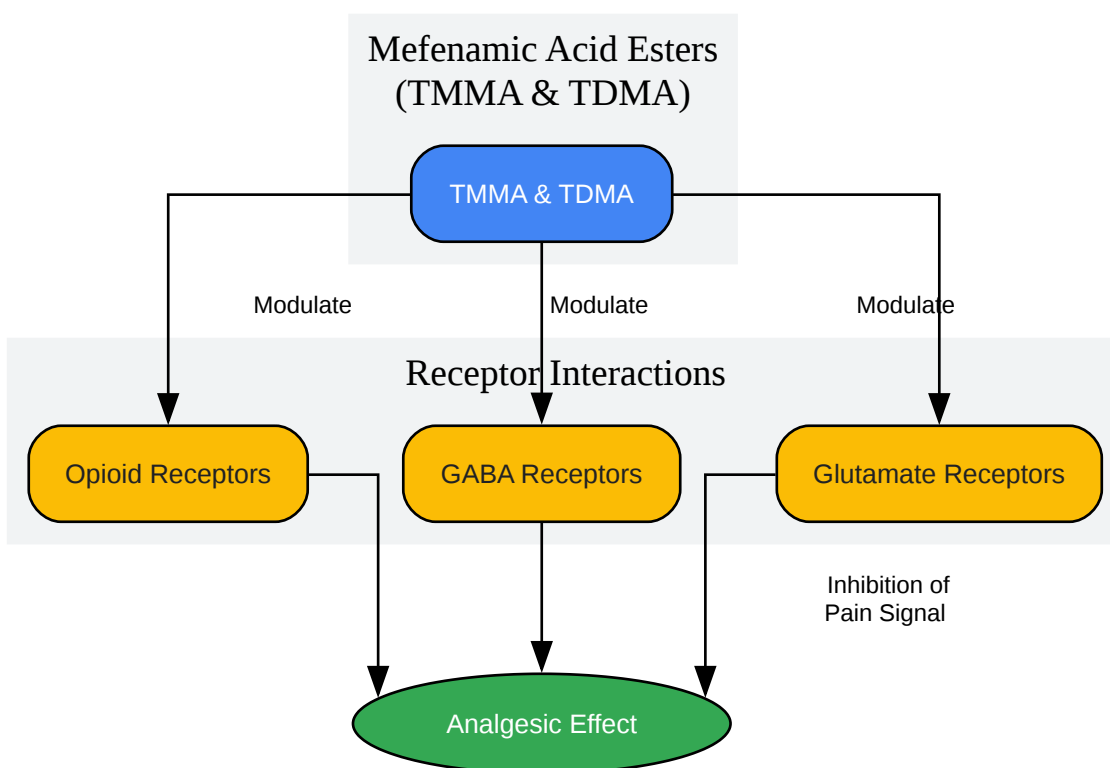 Mefenamic Acid Esters
(TMMA & TDMA)
TMMA & TDMA
Modulate
Modulate
Modulate
Receptor Interactions
Opioid Receptors
GABA Receptors
Glutamate Receptors
Inhibition of
Pain Signal
Analgesic Effect